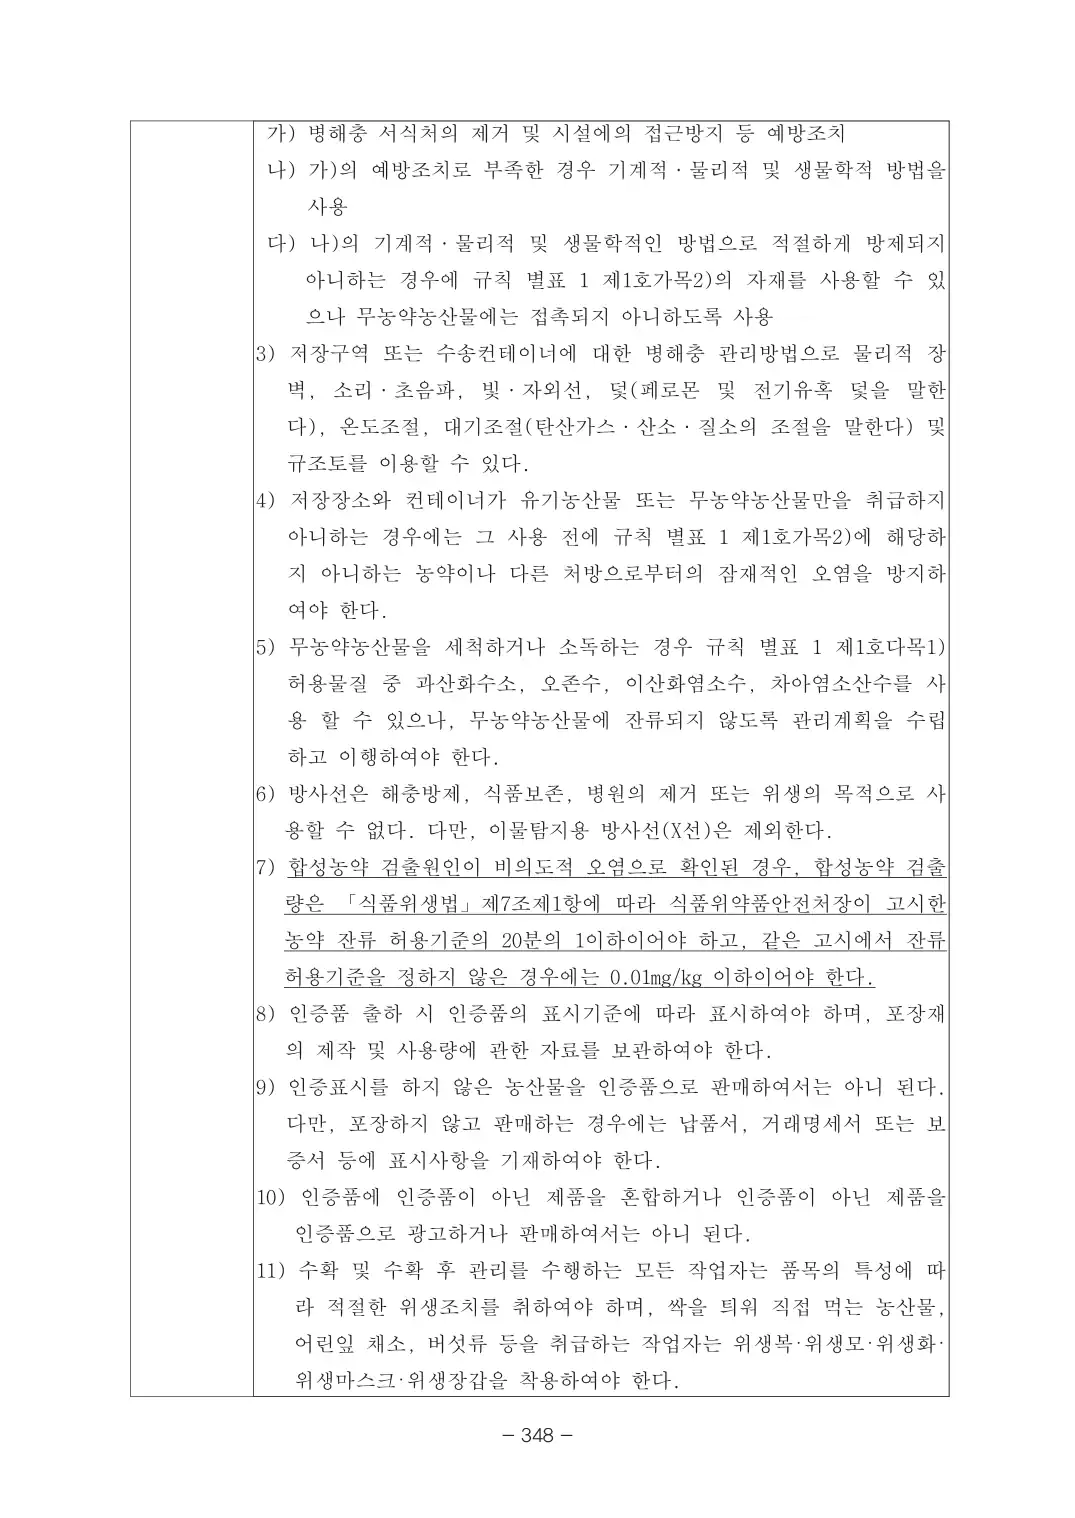 가) 병해충 서식처의 제거 및 시설에의 접근방지 등 예방조치
나) 가)의 예방조치로 부족한 경우 기계적·물리적 및 생물학적 방법을
사용
다) 나)의 기계적·물리적 및 생물학적인 방법으로 적절하게 방제되지
아니하는 경우에 규칙 별표 1 제1호가목2)의 자재를 사용할 수 있
으나 무농약농산물에는 접촉되지 아니하도록 사용
3) 저장구역 또는 수송컨테이너에 대한 병해충 관리방법으로 물리적 장
벽, 소리·초음파, 빛·자외선, 덫(페로몬 및 전기유혹 덫을 말한
다), 온도조절, 대기조절(탄산가스·산소·질소의 조절을 말한다) 및
규조토를 이용할 수 있다.
4) 저장장소와 컨테이너가 유기농산물 또는 무농약농산물만을 취급하지
아니하는 경우에는 그 사용 전에 규칙 별표 1 제1호가목2)에 해당하
지 아니하는 농약이나 다른 처방으로부터의 잠재적인 오염을 방지하
여야 한다.
5) 무농약농산물을 세척하거나 소독하는 경우 규칙 별표 1 제1호다목1)
허용물질 중 과산화수소, 오존수, 이산화염소수, 차아염소산수를 사
용 할 수 있으나, 무농약농산물에 잔류되지 않도록 관리계획을 수립
하고 이행하여야 한다.
6) 방사선은 해충방제, 식품보존, 병원의 제거 또는 위생의 목적으로 사
용할 수 없다. 다만, 이물탐지용 방사선(X선)은 제외한다.
7) 합성농약 검출원인이 비의도적 오염으로 확인된 경우, 합성농약 검출
량은 「식품위생법」제7조제1항에 따라 식품위약품안전처장이 고시한
농약 잔류 허용기준의 20분의 1이하이어야 하고, 같은 고시에서 잔류
허용기준을 정하지 않은 경우에는 0.01mg/kg 이하이어야 한다.
8) 인증품 출하 시 인증품의 표시기준에 따라 표시하여야 하며, 포장재
의 제작 및 사용량에 관한 자료를 보관하여야 한다.
9) 인증표시를 하지 않은 농산물을 인증품으로 판매하여서는 아니 된다.
다만, 포장하지 않고 판매하는 경우에는 납품서, 거래명세서 또는 보
증서 등에 표시사항을 기재하여야 한다.
10) 인증품에 인증품이 아닌 제품을 혼합하거나 인증품이 아닌 제품을
인증품으로 광고하거나 판매하여서는 아니 된다.
11) 수확 및 수확 후 관리를 수행하는 모든 작업자는 품목의 특성에 따
라 적절한 위생조치를 취하여야 하며, 싹을 틔워 직접 먹는 농산물,
어린잎 채소, 버섯류 등을 취급하는 작업자는 위생복·위생모·위생화·
위생마스크·위생장갑을 착용하여야 한다.
- 348 -